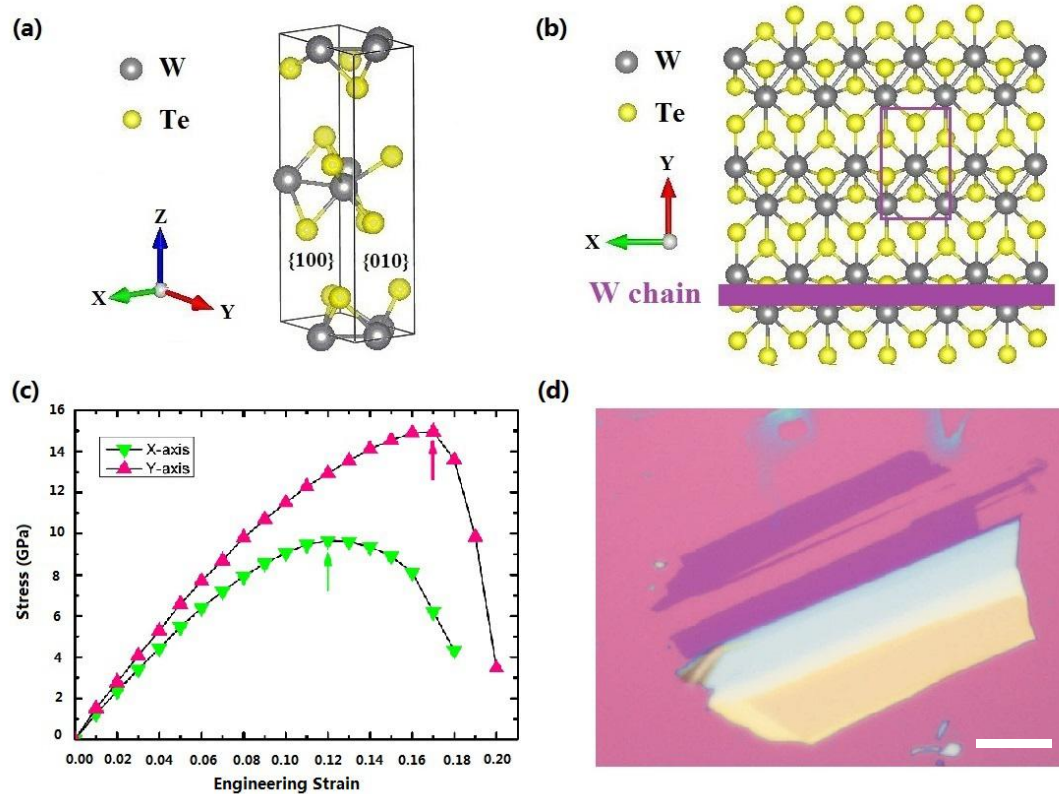 (a)
W
Te
Z
X
Y
{100}
{010}
(b)
W
Te
Y
X
W chain
(c)
Stress (GPa)
16
14
12
10
8
6
4
2
0
X-axis
Y-axis
0.00 0.02 0.04 0.06 0.08 0.10 0.12 0.14 0.16 0.18 0.20
Engineering Strain
(d)